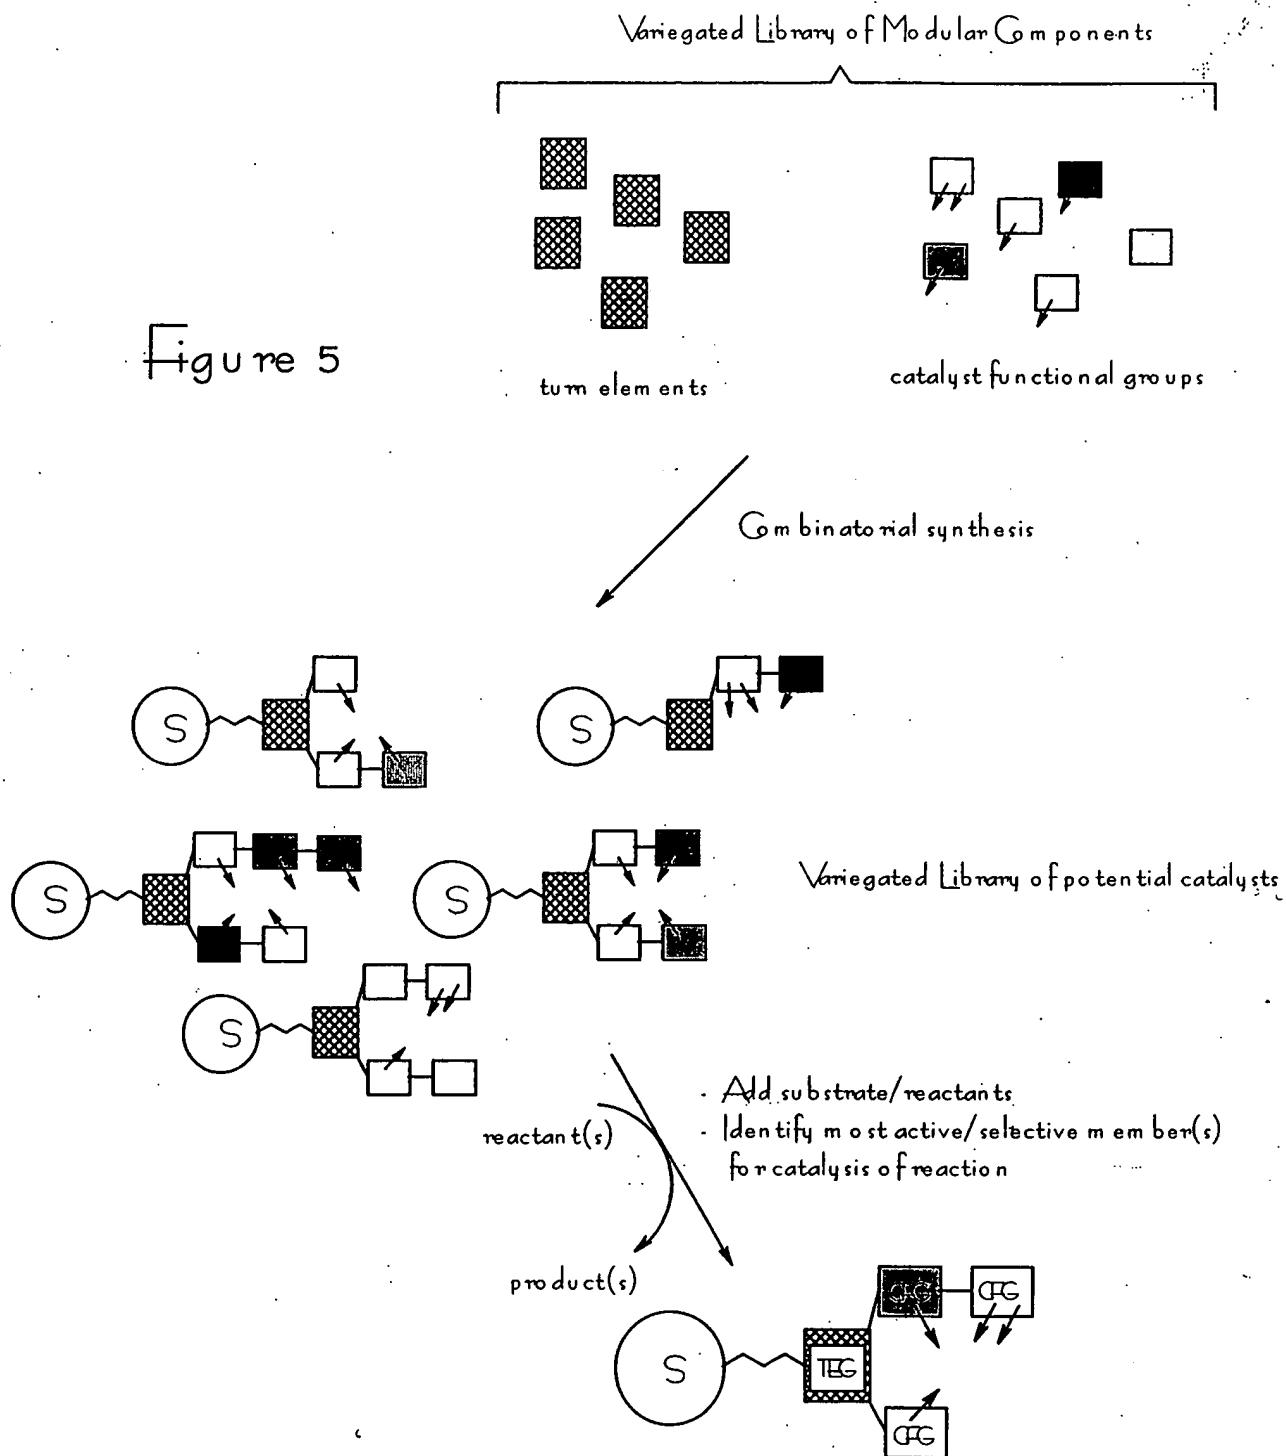 Variegated Library of Modular Components
Figure 5
turn elements
catalyst functional groups
Combinatorial synthesis
S
S
S
S
Variegated Library of potential catalysts
S
- Add substrate/reactants
- Identify most active/selective member(s)
for catalysis of reaction
reactant(s)
product(s)
CFG
CFG
S
TEG
CFG